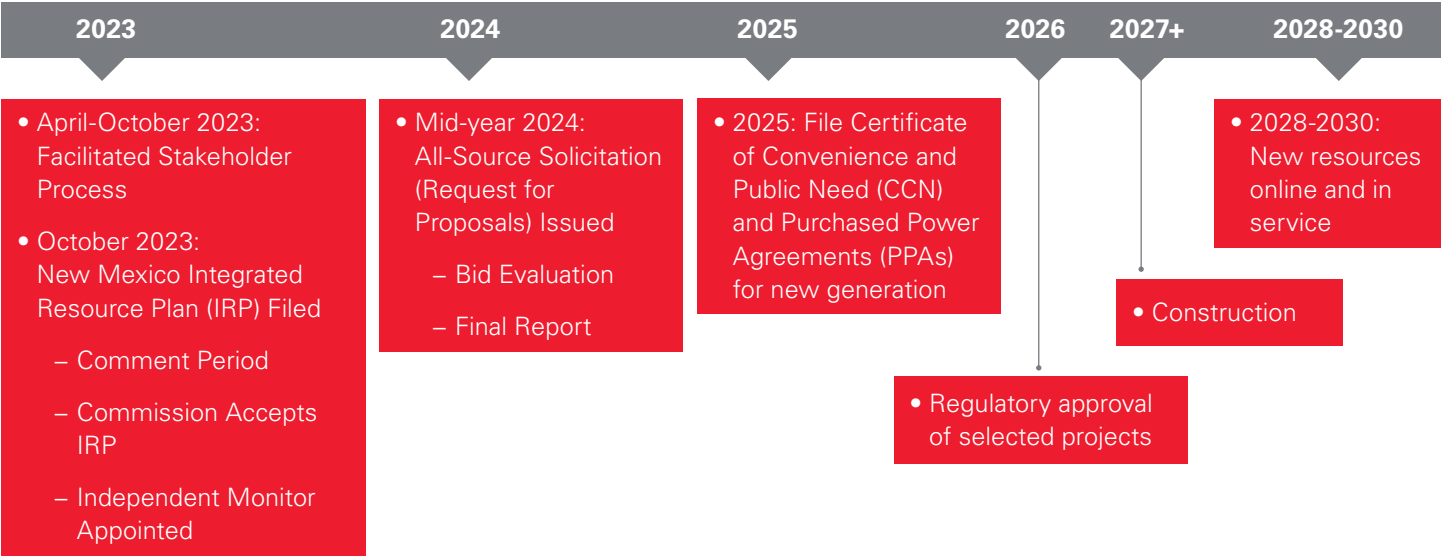 2023
2024
2025
2026
2027+
2028-2030
• April-October 2023:
Facilitated Stakeholder
Process
• October 2023:
New Mexico Integrated
Resource Plan (IRP) Filed
– Comment Period
– Commission Accepts
IRP
– Independent Monitor
Appointed
• Mid-year 2024:
All-Source Solicitation
(Request for
Proposals) Issued
– Bid Evaluation
– Final Report
• 2025: File Certificate
of Convenience and
Public Need (CCN)
and Purchased Power
Agreements (PPAs)
for new generation
• Regulatory approval
of selected projects
• Construction
• 2028-2030:
New resources
online and in
service